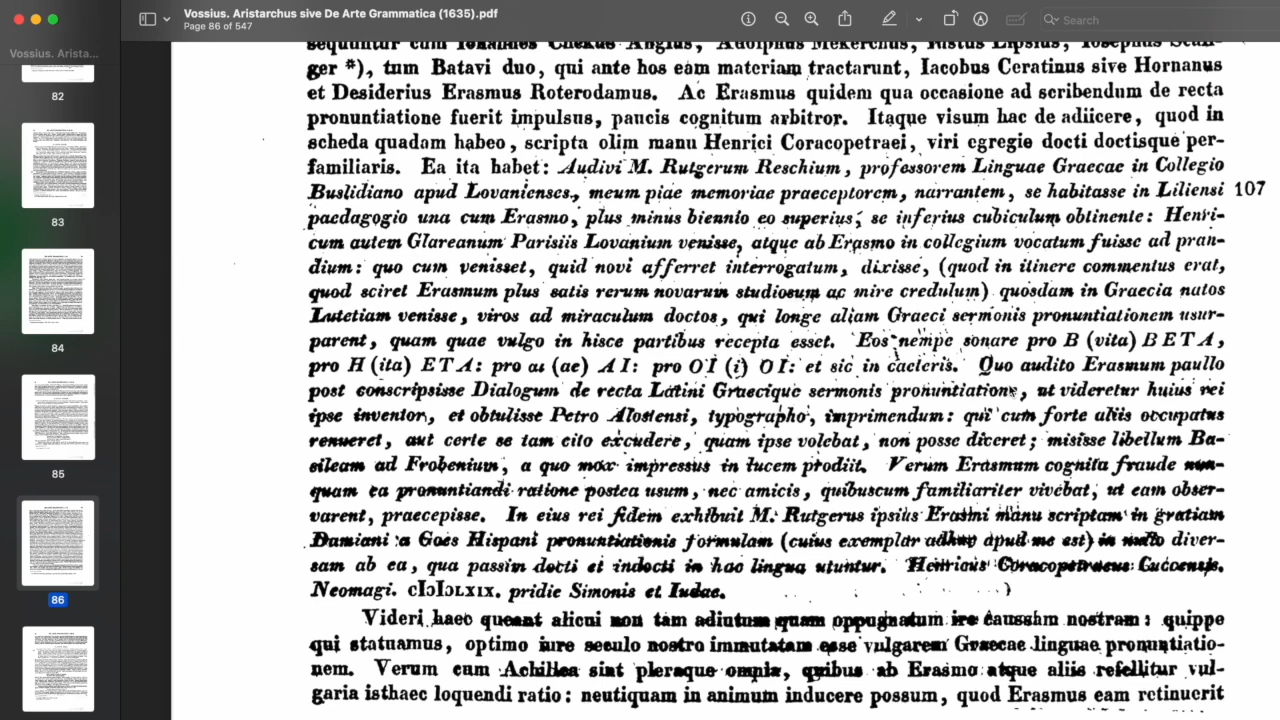 Vossius. Aristarchus sive De Arte Grammatica (1635).pdf
Page 86 of 547
Search
Vossius. Arista...
82
83
84
85
86
sequuntur cum Iohannes Chekus Anglus, Adolphus Mekerchus, Iustus Lipsius, Iosephus Scali-
ger *), tum Batavi duo, qui ante hos eam materiam tractarunt, Iacobus Ceratinus sive Hornanus
et Desiderius Erasmus Roterodamus. Ac Erasmus quidem qua occasione ad scribendum de recta
pronuntiatione fuerit impulsus, paucis cognitum arbitror. Itaque visum hac de adiicere, quod in
scheda quadam habeo, scripta olim manu Henrici Coracopetraei, viri egregie docti doctisque per-
familiaris. Ea ita habet: Audivi M. Rutgerum Reschium, professorem Linguae Graecae in Collegio
Buslidiano apud Lovanienses, meum piae memoriae praeceptorem, narrantem, se habitasse in Liliensi 107
paedagogio una cum Erasmo, plus minus biennio eo superius, se inferius cubiculum obtinente: Henri-
cum autem Glareanum Parisiis Lovanium venisse, atque ab Erasmo in collegium vocatum fuisse ad pran-
dium: quo cum venisset, quid novi afferret interrogatum, dixisse, (quod in itinere commentus erat,
quod sciret Erasmum plus satis rerum novarum studiosum ac mire credulum) quosdam in Graecia natos
Lutetiam venisse, viros ad miraculum doctos, qui longe aliam Graeci sermonis pronuntiationem usur-
parent, quam quae vulgo in hisce partibus recepta esset. Eos nempe sonare pro B (vita) BETA,
pro H (ita) ETA: pro αι (ae) AI: pro OI (i) OI: et sic in caeteris. Quo audito Erasmum paullo
post conscripsisse Dialogum de recta Latini Graecique sermonis pronuntiatione, ut videretur huius rei
ipse inventor, et obtulisse Petro Alostensi, typographo, imprimendum: qui cum forte aliis occupatus
renueret, aut certe se tam cito excudere, quam ipse volebat, non posse diceret; misisse libellum Ba-
sileam ad Frobenium, a quo mox impressus in lucem prodiit. Verum Erasmum cognita fraude nun-
quam ea pronuntiandi ratione postea usum, nec amicis, quibuscum familiariter vivebat, ut eam obser-
varent, praecepisse. In eius rei fidem exhibuit M. Rutgerus ipsius Erasmi manu scriptam in gratiam
Damiani a Goes Hispani pronuntiationis formulam (cuius exemplar adhuc apud me est) in nullo diver-
sam ab ea, qua passim docti et indocti in hac lingua utuntur. Henricus Coracopetraeus Cuccensis.
Neomagi. cIↃIↃLXIX. pridie Simonis et Iudae.
Videri haec queant alicui non tam adiutum quam oppugnatum ire caussam nostram: quippe
qui statuamus, optimo iure seculo nostro immutatam esse vulgarem Graecae linguae pronuntiatio-
nem. Verum cum Achillea sint pleraque omnia, quibus ab Erasmo atque aliis refellitur vul-
garia isthaec loquendi ratio: neutiquam in animum inducere possum, quod Erasmus eam retinuerit